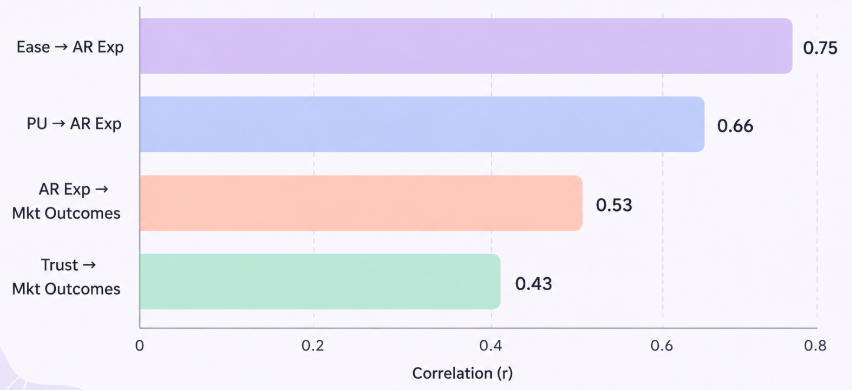 Ease → AR Exp
0.75
PU → AR Exp
0.66
AR Exp →
Mkt Outcomes
0.53
Trust →
Mkt Outcomes
0.43
0
0.2
0.4
0.6
0.8
Correlation (r)